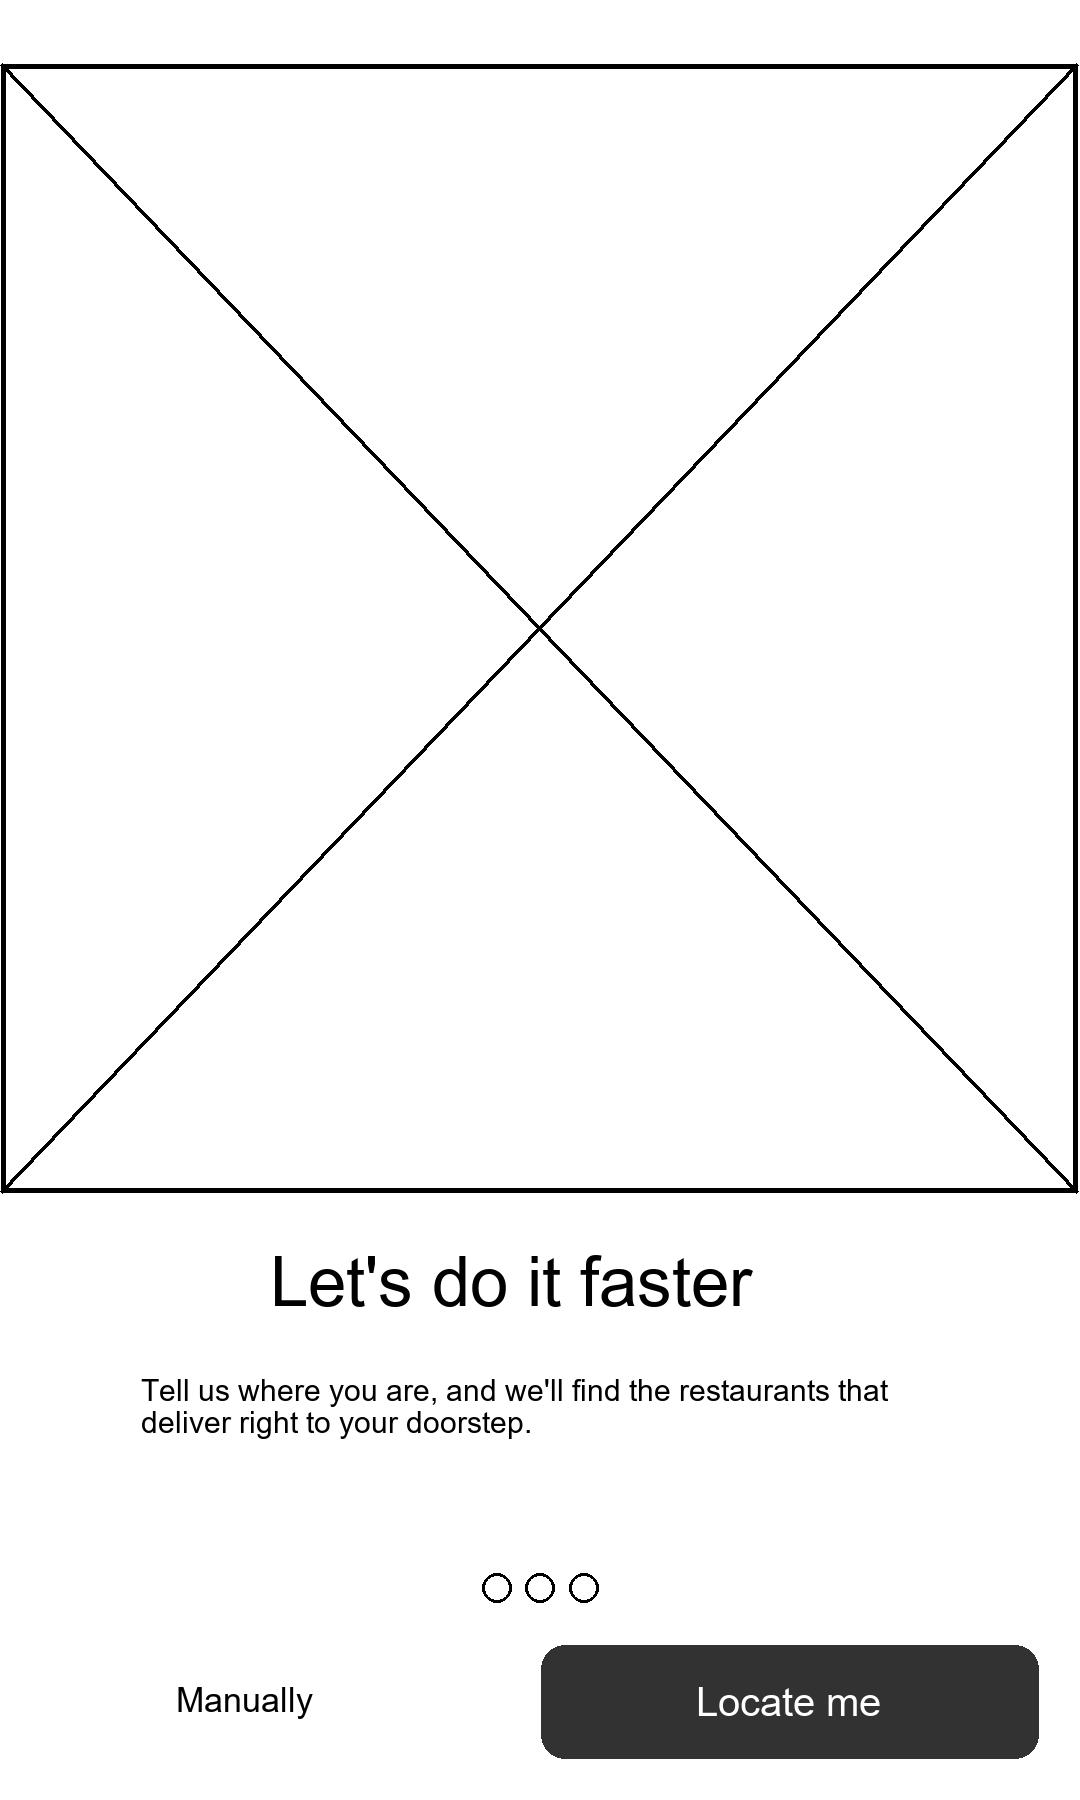 Let's do it faster
Tell us where you are, and we'll find the restaurants that
deliver right to your doorstep.
Manually
Locate me